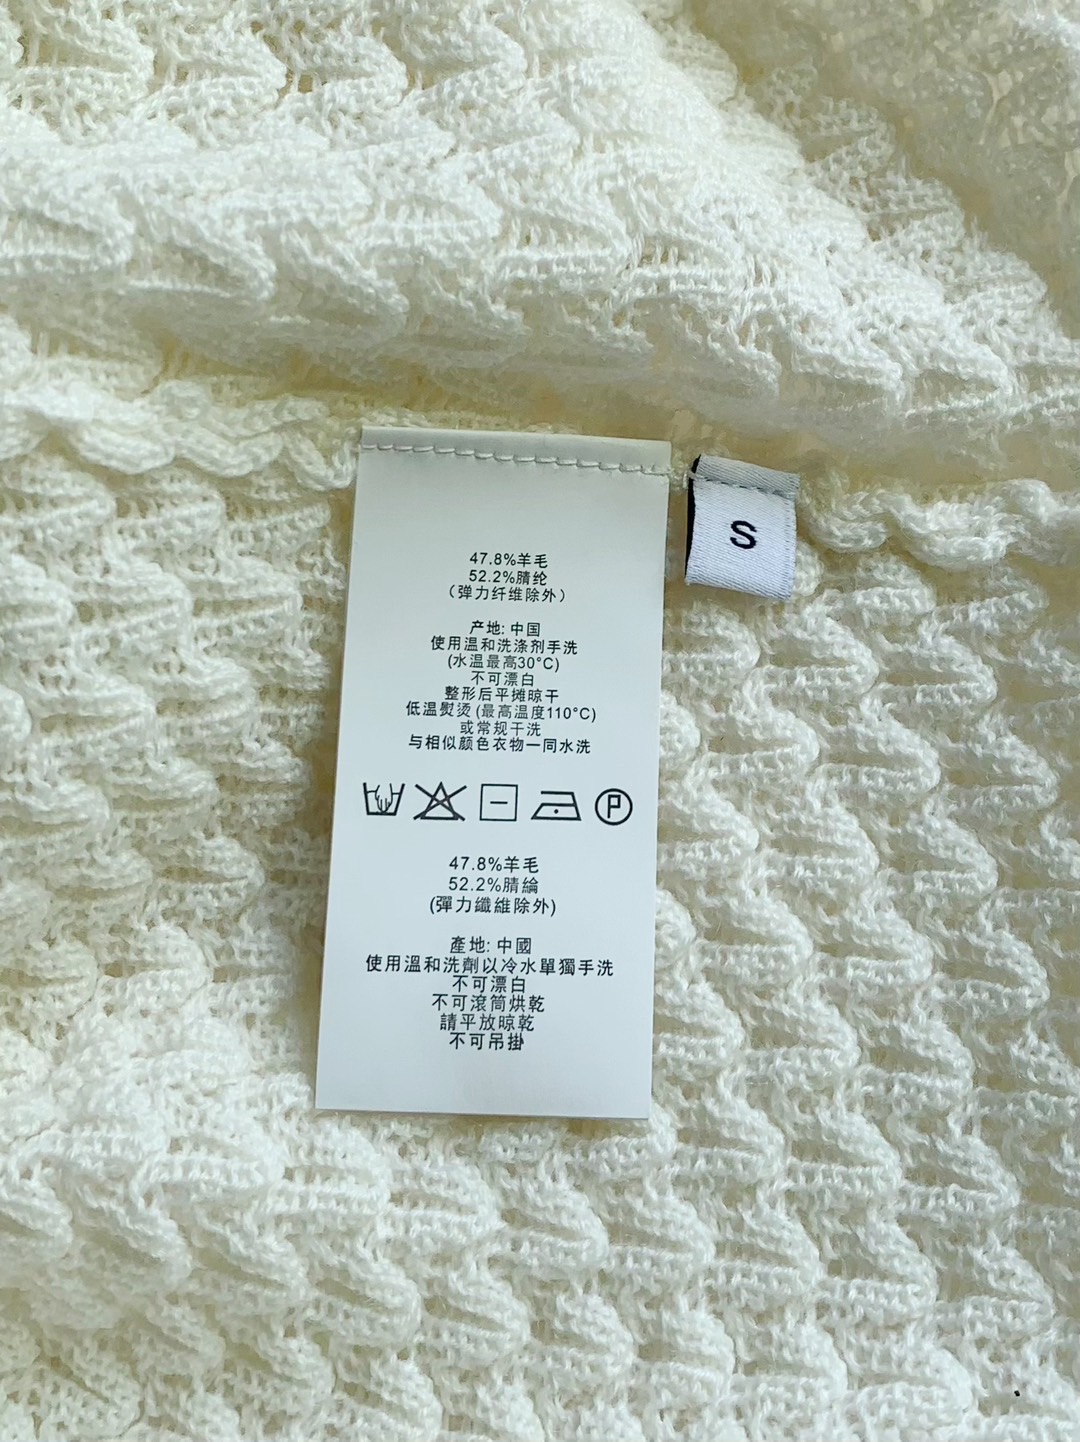 47.8%羊毛
52.2%腈纶
（弹力纤维除外）
产地: 中国
使用温和洗涤剂手洗
(水温最高30°C)
不可漂白
整形后平摊晾干
低温熨烫 (最高温度110°C)
或常规干洗
与相似颜色衣物一同水洗
P
47.8%羊毛
52.2%腈綸
(彈力纖維除外)
產地: 中國
使用溫和洗劑以冷水單獨手洗
不可漂白
不可滾筒烘乾
請平放晾乾
不可吊掛
S